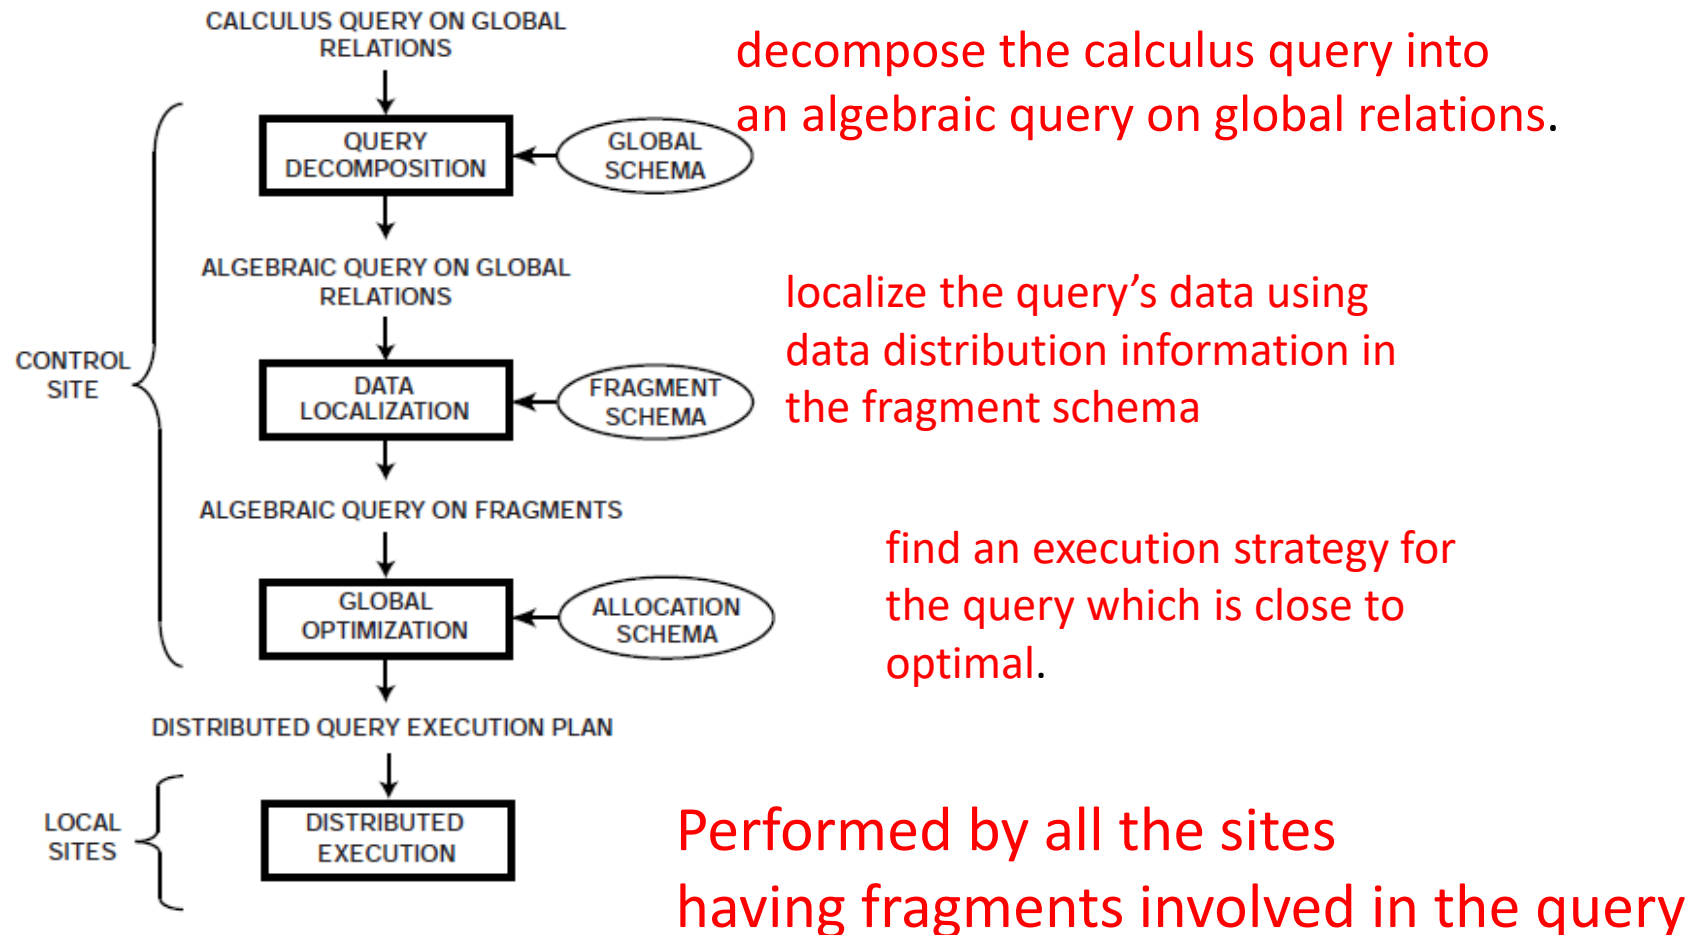 CALCULUS QUERY ON GLOBAL
RELATIONS
decompose the calculus query into
an algebraic query on global relations.
QUERY
DECOMPOSITION
GLOBAL
SCHEMA
ALGEBRAIC QUERY ON GLOBAL
RELATIONS
localize the query’s data using
data distribution information in
the fragment schema
CONTROL
SITE
DATA
LOCALIZATION
FRAGMENT
SCHEMA
ALGEBRAIC QUERY ON FRAGMENTS
find an execution strategy for
the query which is close to
optimal.
GLOBAL
OPTIMIZATION
ALLOCATION
SCHEMA
DISTRIBUTED QUERY EXECUTION PLAN
LOCAL
SITES
DISTRIBUTED
EXECUTION
Performed by all the sites
having fragments involved in the query